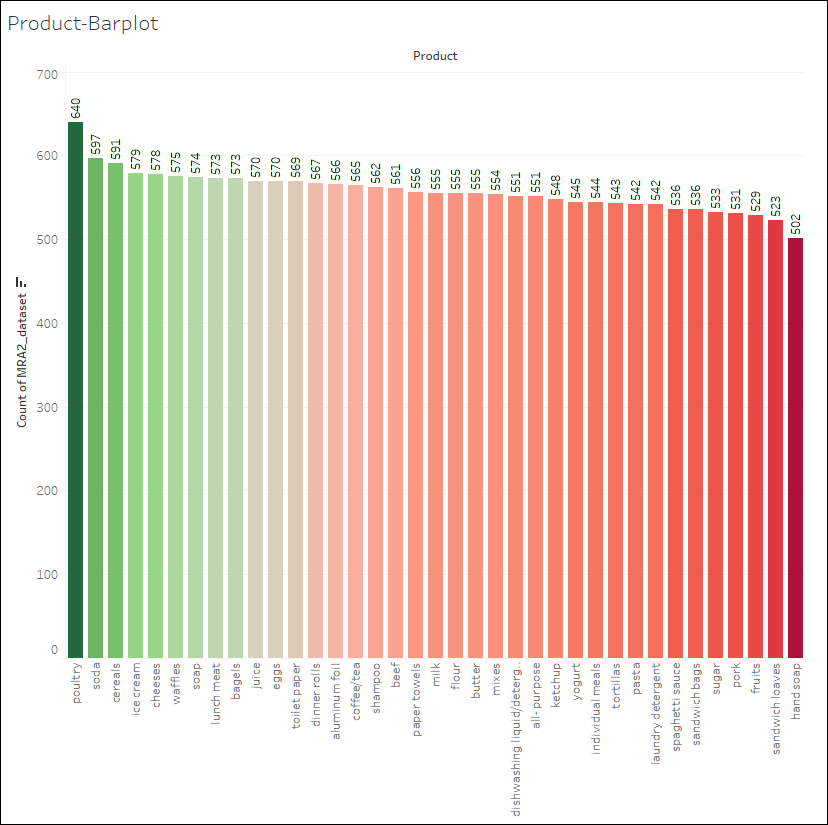 Product-Barplot
Product
Count of MRA2_dataset
700
600
500
400
300
200
100
0
640
597
591
579
578
575
574
573
573
570
570
569
567
566
565
562
561
556
555
555
555
554
551
551
548
545
544
543
542
542
536
536
533
531
529
523
502
poultry
soda
cereals
ice cream
cheeses
waffles
soap
lunch meat
bagels
juice
eggs
toilet paper
dinner rolls
aluminum foil
coffee/tea
shampoo
beef
paper towels
milk
flour
butter
mixes
dishwashing liquid/deterg..
all- purpose
ketchup
yogurt
individual meals
tortillas
pasta
laundry detergent
spaghetti sauce
sandwich bags
sugar
pork
fruits
sandwich loaves
hand soap